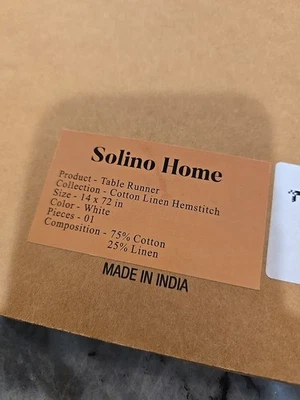 Solino Home
Product - Table Runner
Collection - Cotton Linen Hemstitch
Size - 14 x 72 in
Color - White
Pieces - 01
Composition - 75% Cotton
25% Linen
MADE IN INDIA